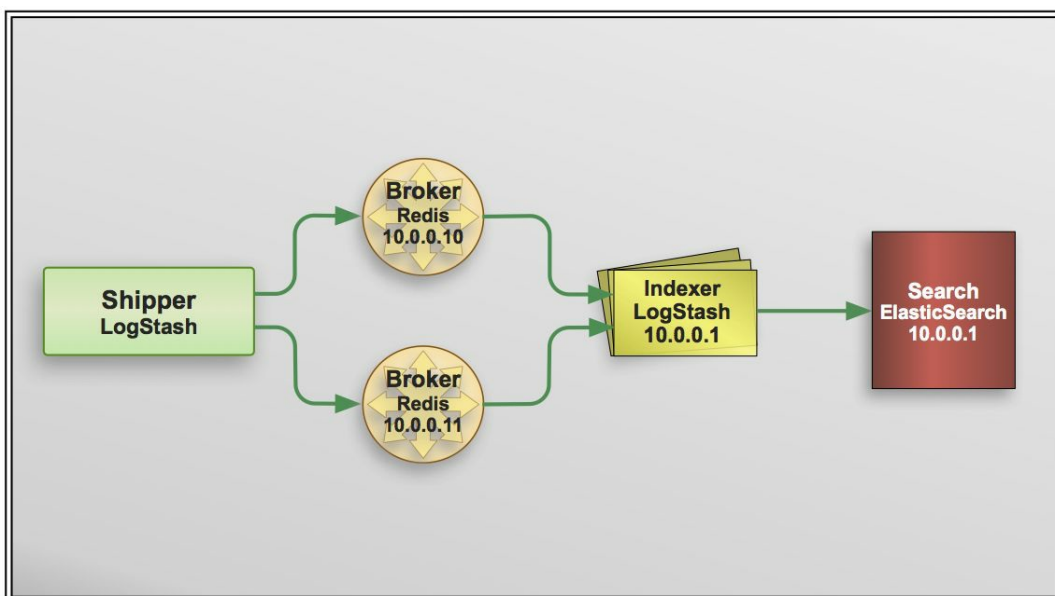 Shipper
LogStash
Broker
Redis
10.0.0.10
Broker
Redis
10.0.0.11
Indexer
LogStash
10.0.0.1
Search
ElasticSearch
10.0.0.1